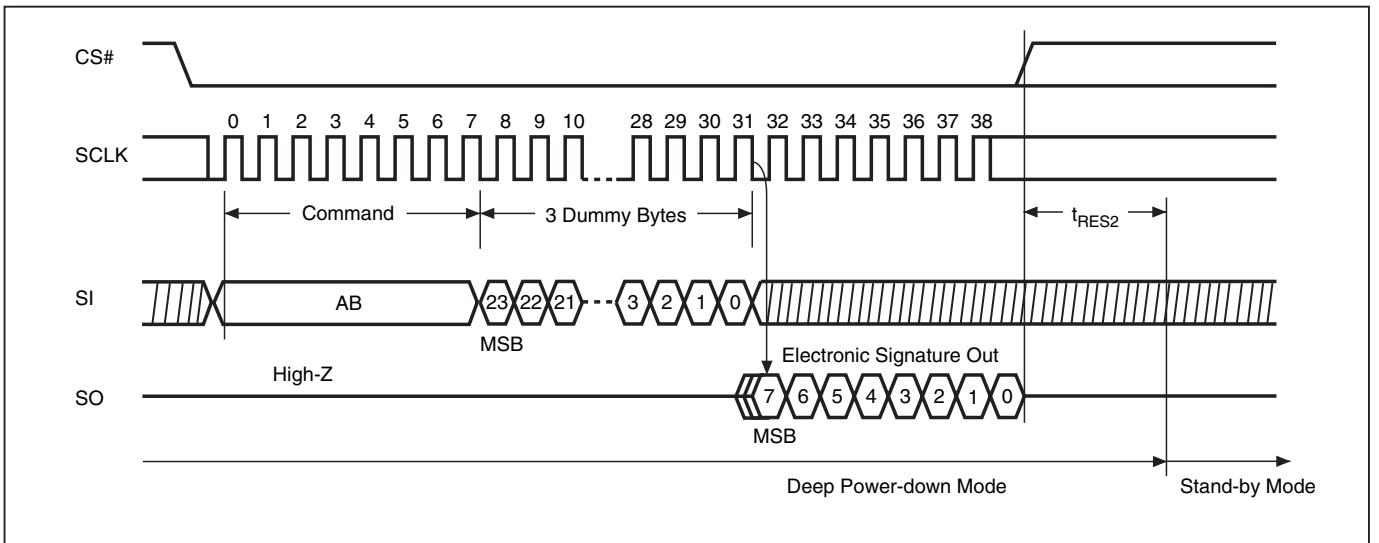 CS#
0 1 2 3 4 5 6 7 8 9 10 28 29 30 31 32 33 34 35 36 37 38
SCLK
Command 3 Dummy Bytes tRES2
SI AB 23 22 21 3 2 1 0
MSB
Electronic Signature Out
High-Z
SO 7 6 5 4 3 2 1 0
MSB
Deep Power-down Mode Stand-by Mode